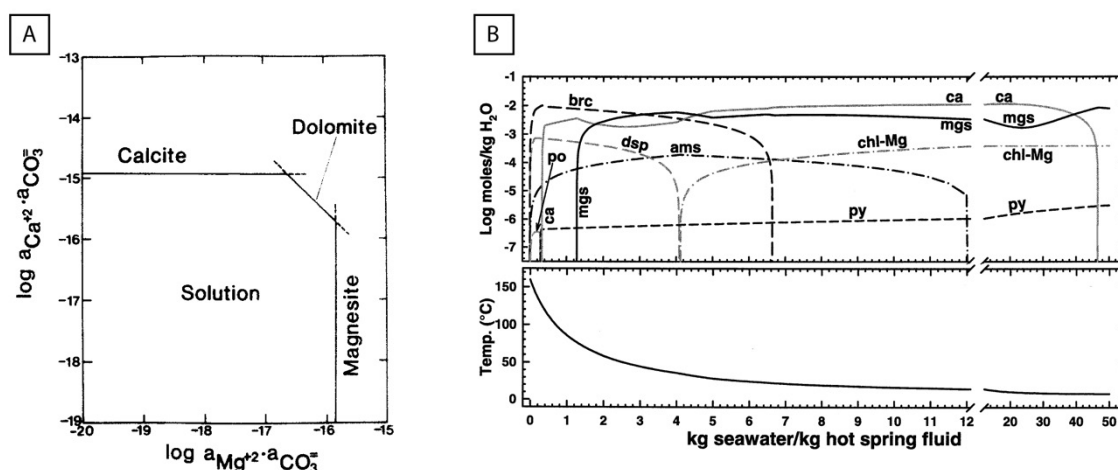 A
-13
-14
-15
-16
-17
-18
-19
-20 -19 -18 -17 -16 -15
log aCa+2·aCO3=
log aMg+2·aCO3=
Dolomite
Calcite
Solution
Magnesite
B
-1
-2
-3
-4
-5
-6
-7
Log moles/kg H2O
brc
ca
ca
mgs
mgs
po
dsp
ams
chl-Mg
chl-Mg
ca
mgs
py
py
150
100
50
0
Temp. (°C)
0 1 2 3 4 5 6 7 8 9 10 11 12 20 30 40 50
kg seawater/kg hot spring fluid